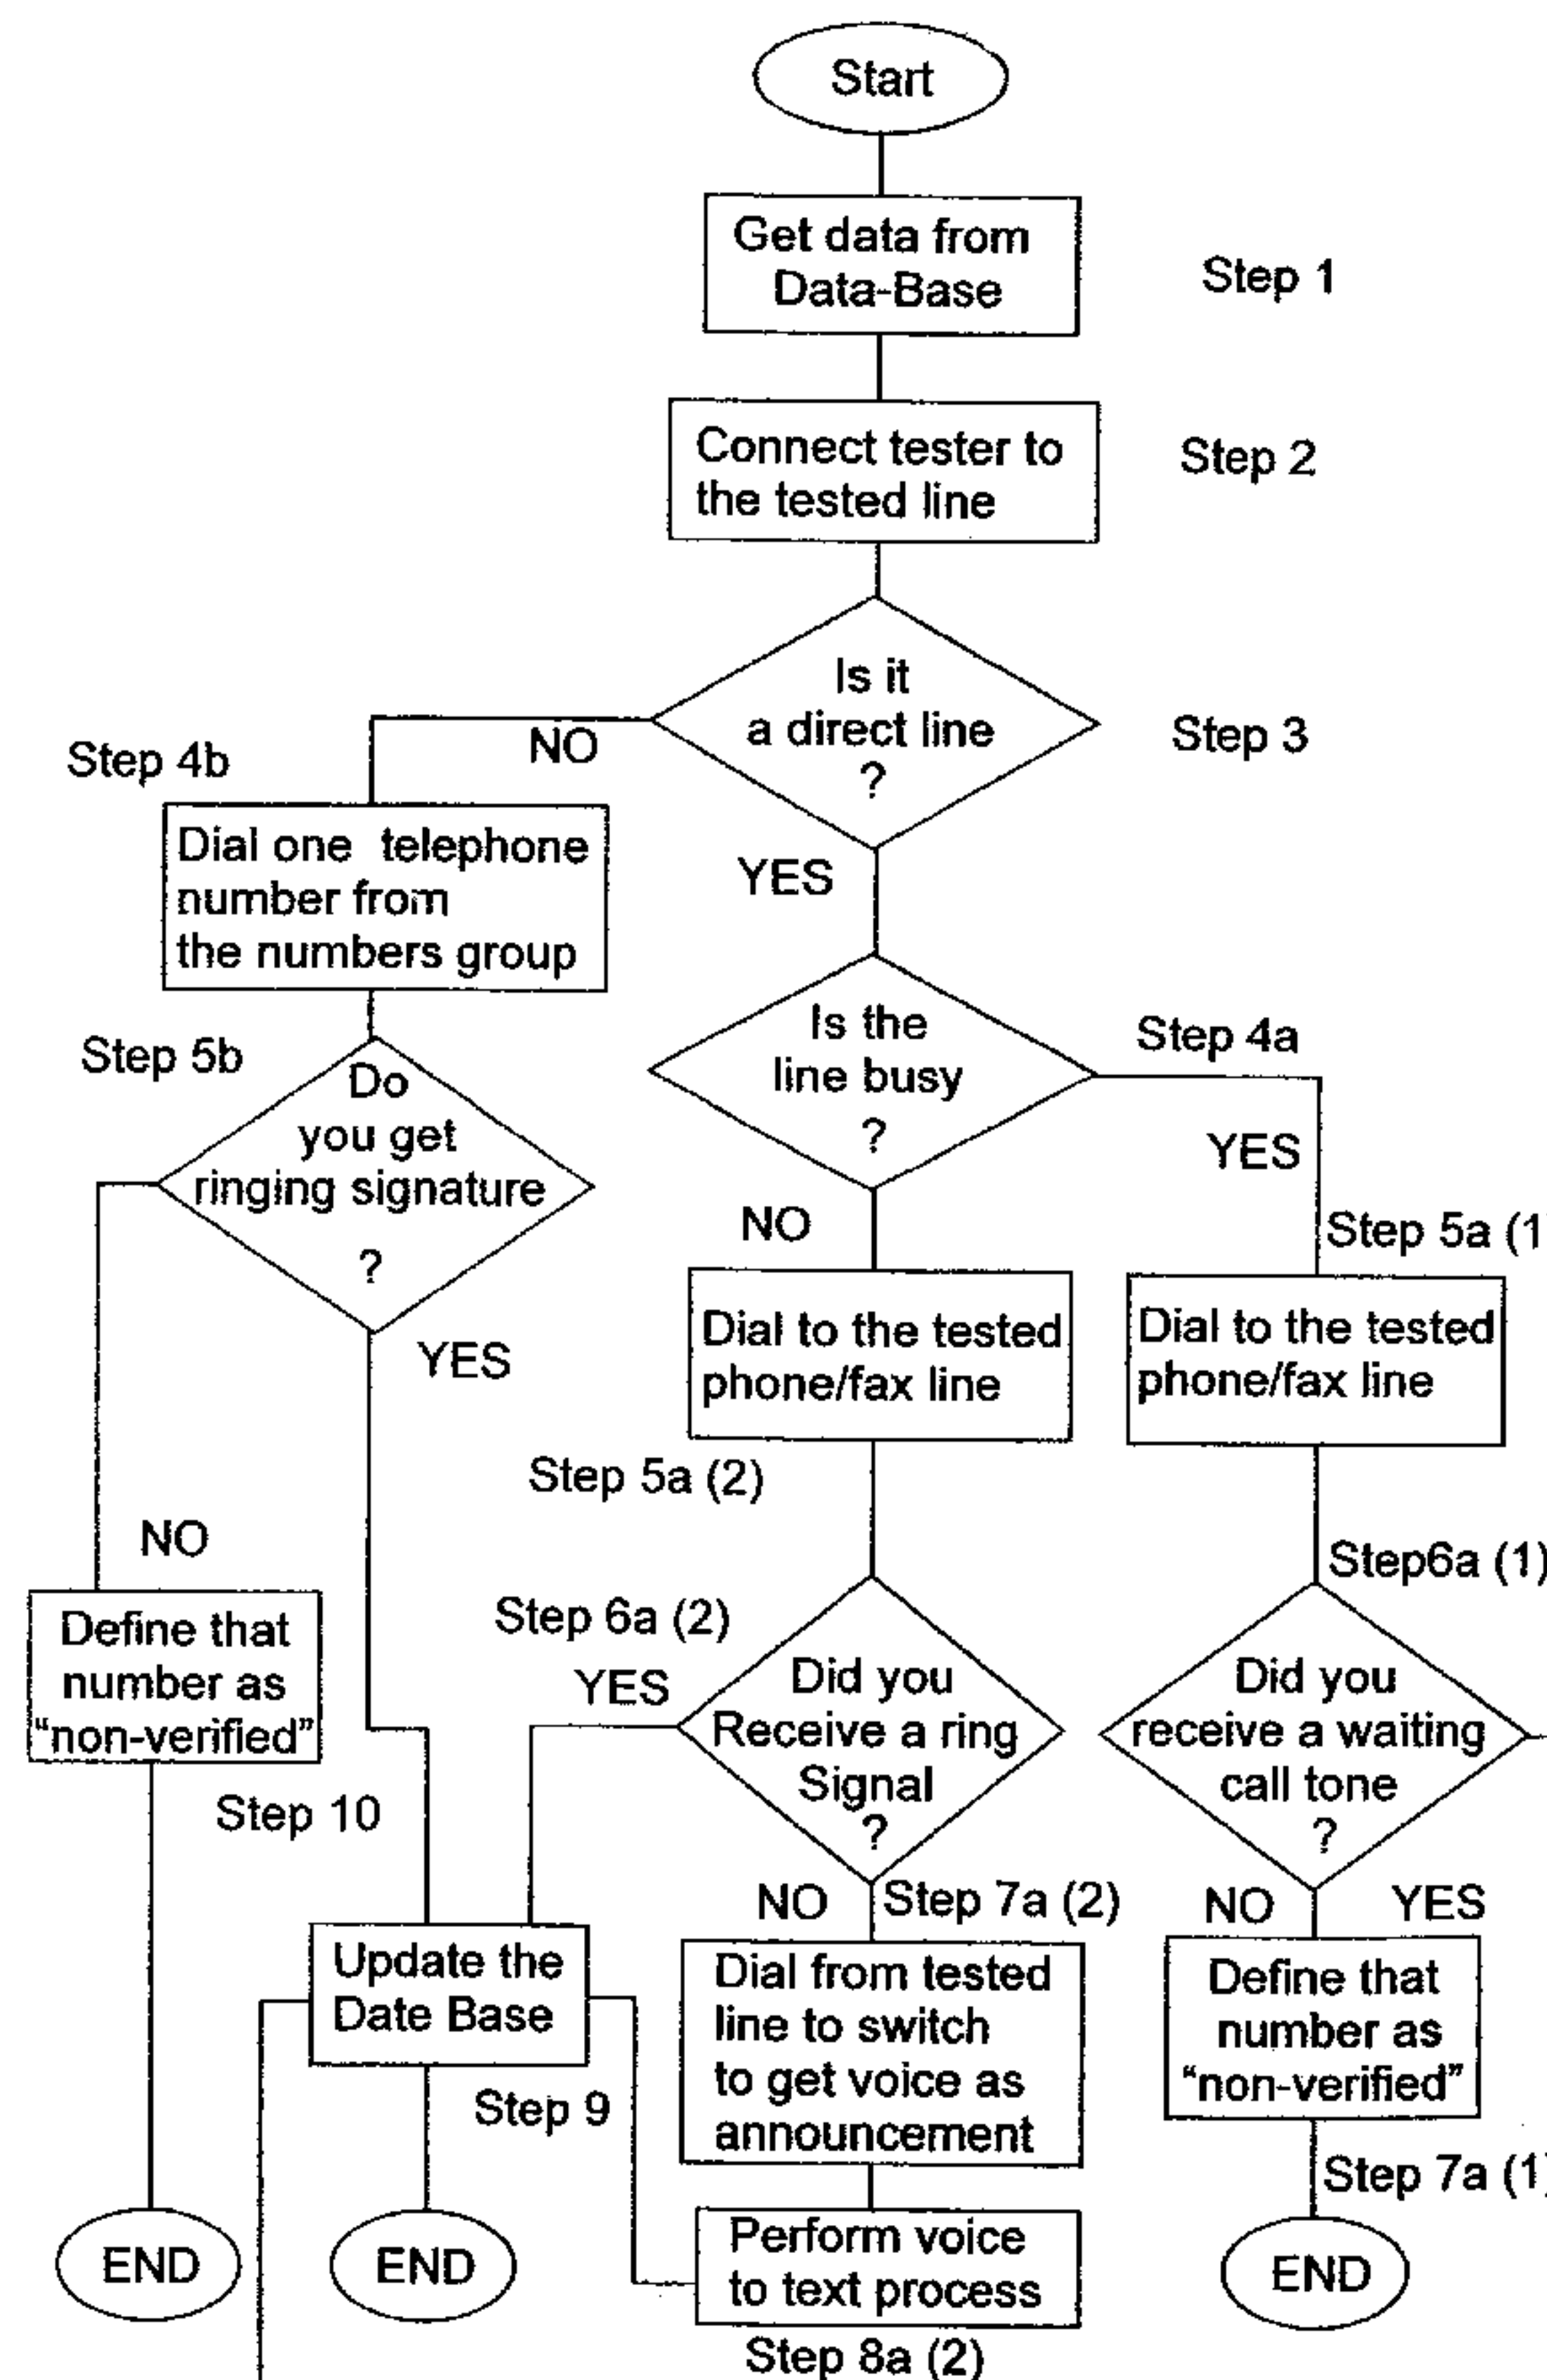 Start
Get data from
Data-Base
Step 1
Connect tester to
the tested line
Step 2
Is it
a direct line
?
Step 3
NO
YES
Step 4b
Dial one telephone
number from
the numbers group
Step 5b
Do
you get
ringing signature
?
YES
NO
Is the
line busy
?
Step 4a
YES
NO
Step 5a (1)
Dial to the tested
phone/fax line
Step 5a (2)
Dial to the tested
phone/fax line
Step6a (1)
Define that
number as
“non-verified”
Step 10
Step 6a (2)
YES
Did you
Receive a ring
Signal
?
NO
Step 7a (2)
Did you
receive a waiting
call tone
?
NO
YES
Update the
Date Base
Step 9
Dial from tested
line to switch
to get voice as
announcement
Define that
number as
“non-verified”
Step 7a (1)
END
END
Perform voice
to text process
Step 8a (2)
END